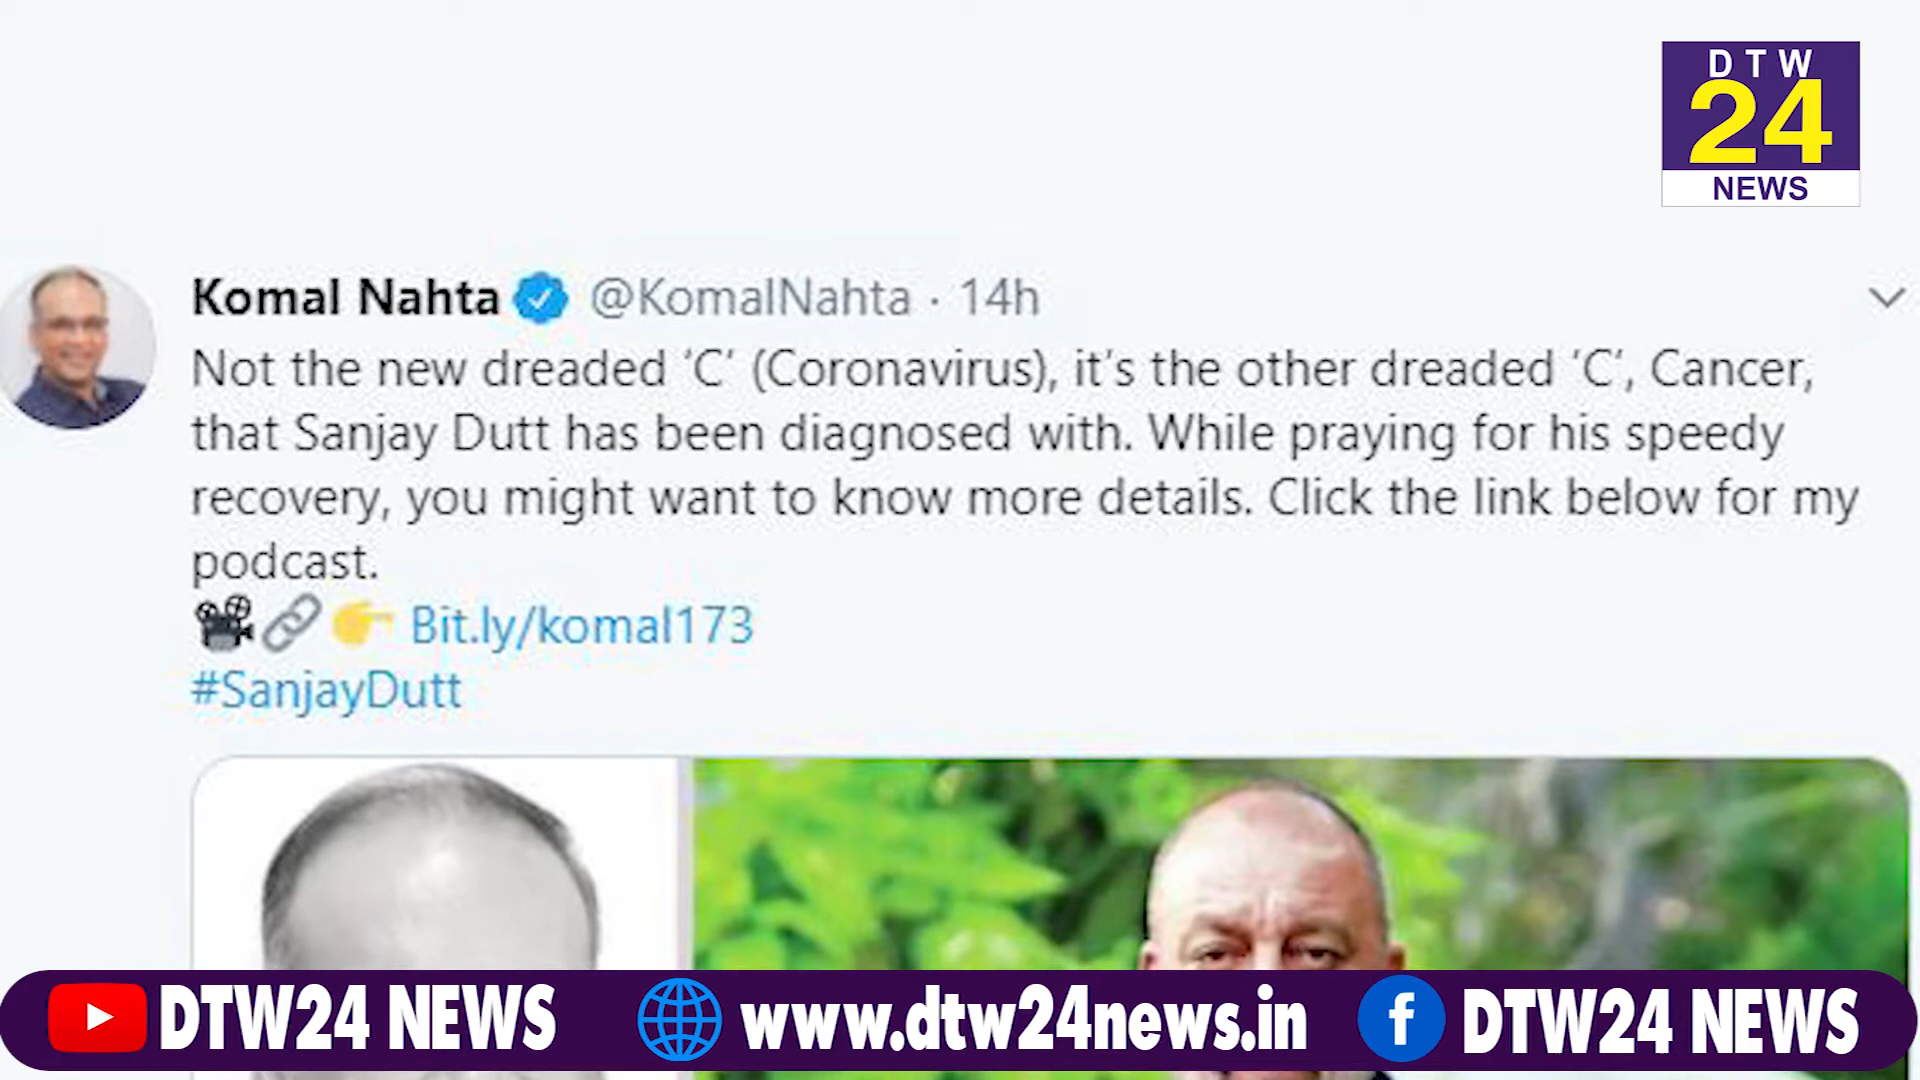 DTW
24
NEWS
Komal Nahta @KomalNahta · 14h
Not the new dreaded ‘C’ (Coronavirus), it’s the other dreaded ‘C’, Cancer,
that Sanjay Dutt has been diagnosed with. While praying for his speedy
recovery, you might want to know more details. Click the link below for my
podcast.
🎥🔗👉 Bit.ly/komal173
#SanjayDutt
DTW24 NEWS www.dtw24news.in f DTW24 NEWS